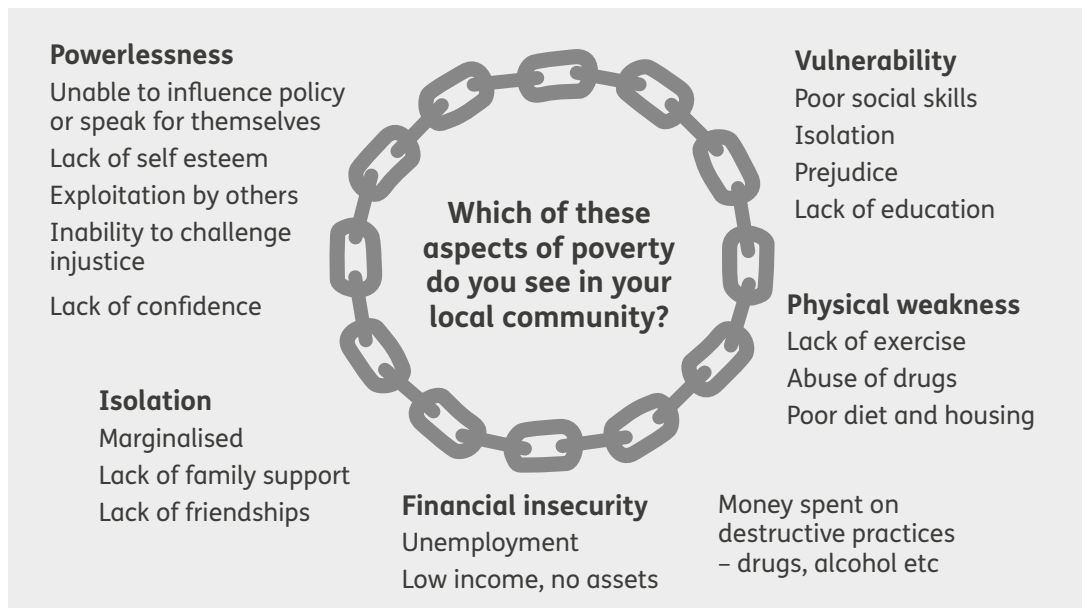 Powerlessness
Unable to influence policy
or speak for themselves
Lack of self esteem
Exploitation by others
Inability to challenge
injustice
Lack of confidence
Isolation
Marginalised
Lack of family support
Lack of friendships
Which of these
aspects of poverty
do you see in your
local community?
Vulnerability
Poor social skills
Isolation
Prejudice
Lack of education
Physical weakness
Lack of exercise
Abuse of drugs
Poor diet and housing
Financial insecurity
Unemployment
Low income, no assets
Money spent on
destructive practices
– drugs, alcohol etc